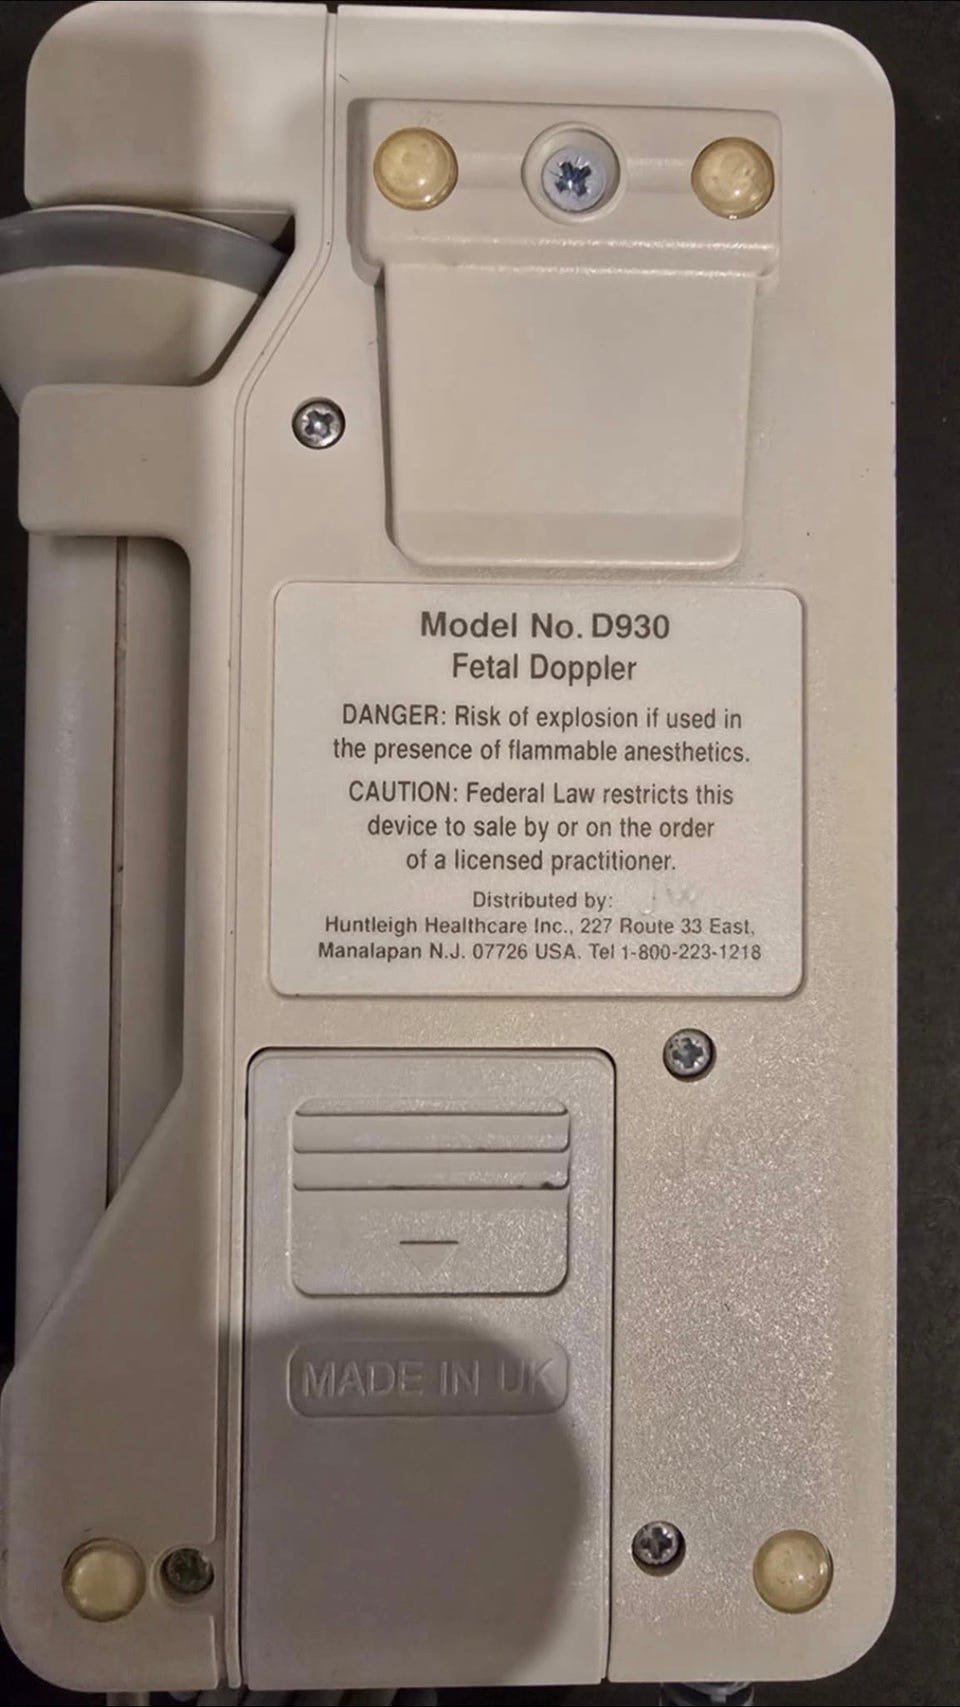 Model No. D930
Fetal Doppler
DANGER: Risk of explosion if used in
the presence of flammable anesthetics.
CAUTION: Federal Law restricts this
device to sale by or on the order
of a licensed practitioner.
Distributed by:
Huntleigh Healthcare Inc., 227 Route 33 East,
Manalapan N.J. 07726 USA. Tel 1-800-223-1218
MADE IN UK